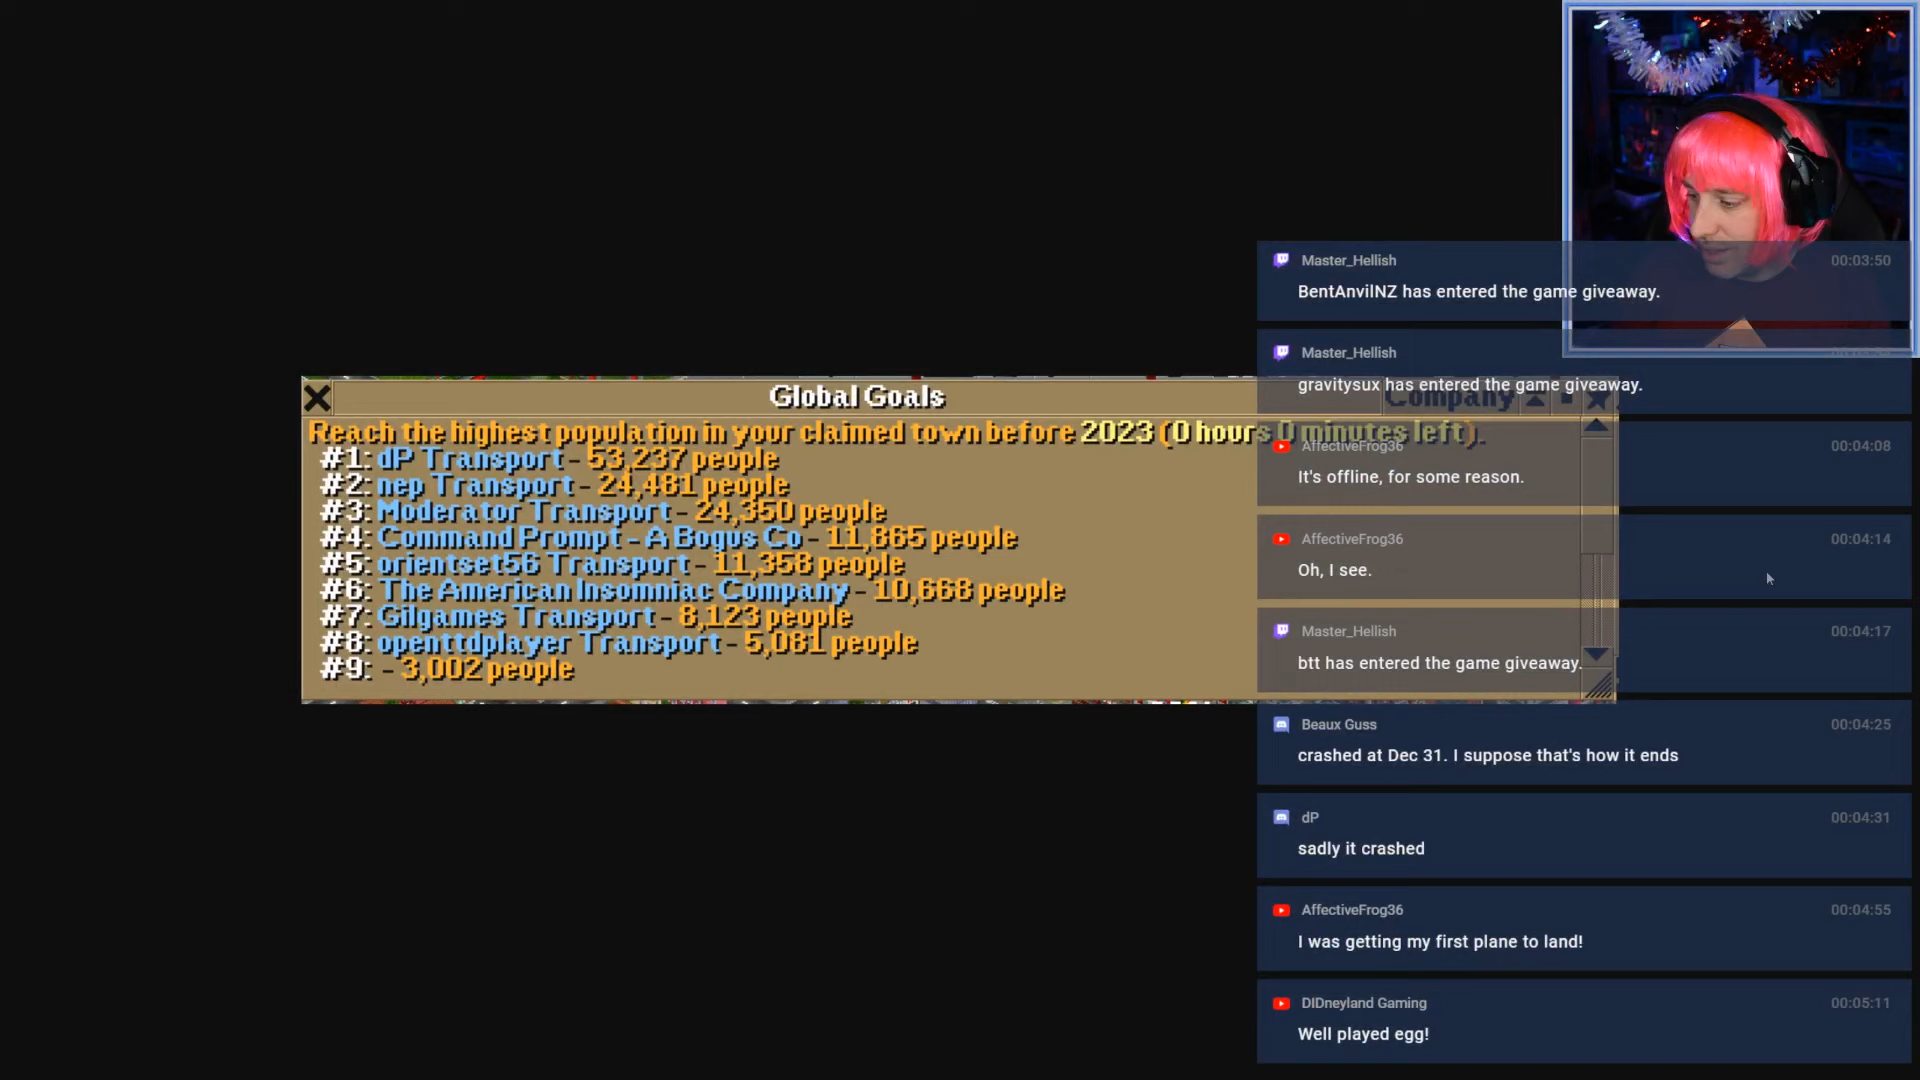 Global Goals
Company
Reach the highest population in your claimed town before 2023 (0 hours 0 minutes left).
#1: dP Transport - 53,237 people
#2: nep Transport - 24,481 people
#3: Moderator Transport - 24,350 people
#4: Command Prompt - A Bogus Co - 11,865 people
#5: orientset56 Transport - 11,358 people
#6: The American Insomniac Company - 10,668 people
#7: Gilgames Transport - 8,123 people
#8: openttdplayer Transport - 5,081 people
#9: - 3,002 people
Master_Hellish 00:03:50
BentAnvilNZ has entered the game giveaway.
Master_Hellish
gravitysux has entered the game giveaway.
AffectiveFrog36 00:04:08
It's offline, for some reason.
AffectiveFrog36 00:04:14
Oh, I see.
Master_Hellish 00:04:17
btt has entered the game giveaway.
Beaux Guss 00:04:25
crashed at Dec 31. I suppose that's how it ends
dP 00:04:31
sadly it crashed
AffectiveFrog36 00:04:55
I was getting my first plane to land!
DIDneyland Gaming 00:05:11
Well played egg!